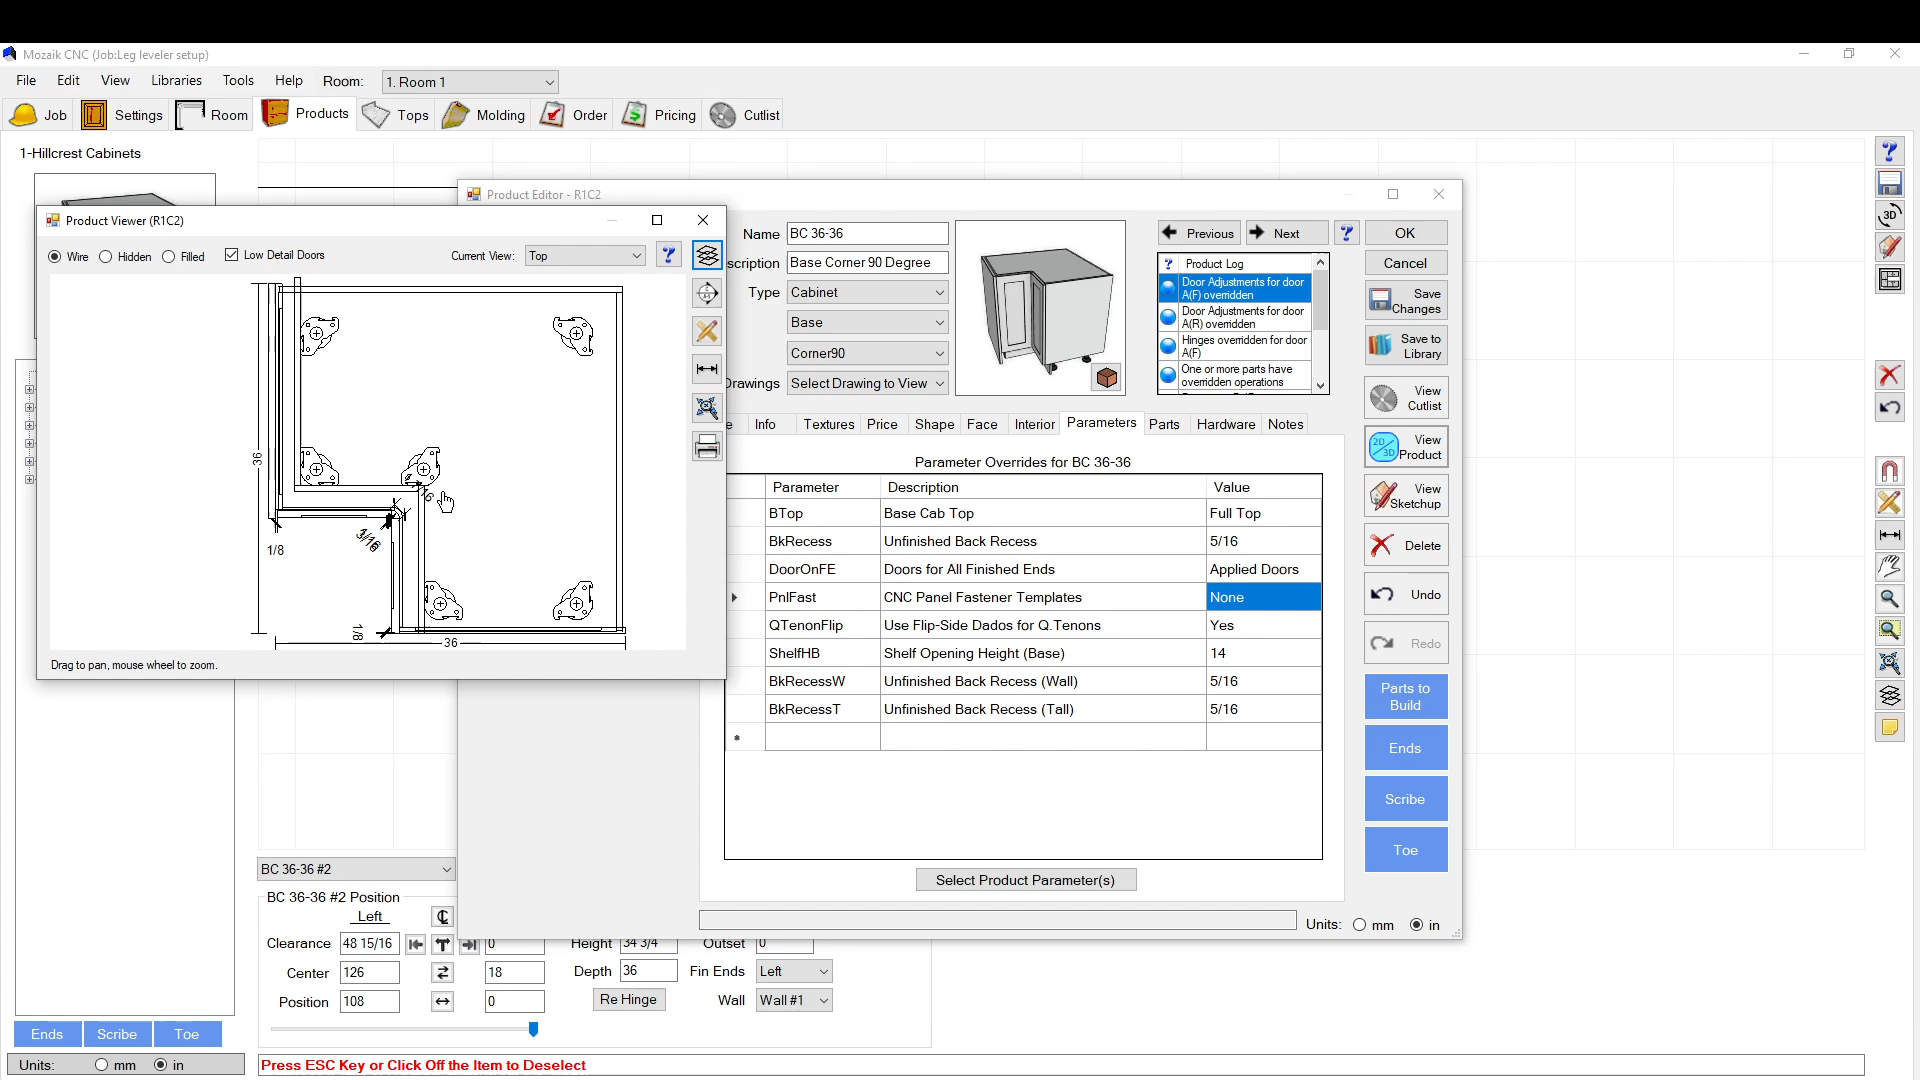 Mozaik CNC (Job:Leg leveler setup)
File Edit View Libraries Tools Help Room: 1. Room 1
Job Settings Room Products Tops Molding Order Pricing Cutlist
1-Hillcrest Cabinets
Product Editor - R1C2
Product Viewer (R1C2)
Wire Hidden Filled Low Detail Doors Current View: Top
36
1/8
3/16
1/8
36
Drag to pan, mouse wheel to zoom.
Name BC 36-36
scription Base Corner 90 Degree
Type Cabinet
Base
Corner90
Drawings Select Drawing to View
Previous Next
Product Log
Door Adjustments for door A(F) overridden
Door Adjustments for door A(R) overridden
Hinges overridden for door A(F)
One or more parts have overridden operations
OK
Cancel
Save Changes
Save to Library
View Cutlist
View Product
View Sketchup
Delete
Undo
Redo
Parts to Build
Ends
Scribe
Toe
e Info Textures Price Shape Face Interior Parameters Parts Hardware Notes
Parameter Overrides for BC 36-36
Parameter Description Value
BTop Base Cab Top Full Top
BkRecess Unfinished Back Recess 5/16
DoorOnFE Doors for All Finished Ends Applied Doors
PnlFast CNC Panel Fastener Templates None
QTenonFlip Use Flip-Side Dados for Q.Tenons Yes
ShelfHB Shelf Opening Height (Base) 14
BkRecessW Unfinished Back Recess (Wall) 5/16
BkRecessT Unfinished Back Recess (Tall) 5/16
*
Select Product Parameter(s)
Units: mm in
BC 36-36 #2
BC 36-36 #2 Position
Left
Clearance 48 15/16 0 Height 34 3/4 Outset 0
Center 126 18 Depth 36 Fin Ends Left
Position 108 0 Re Hinge Wall Wall #1
Ends Scribe Toe
Units: mm in
Press ESC Key or Click Off the Item to Deselect